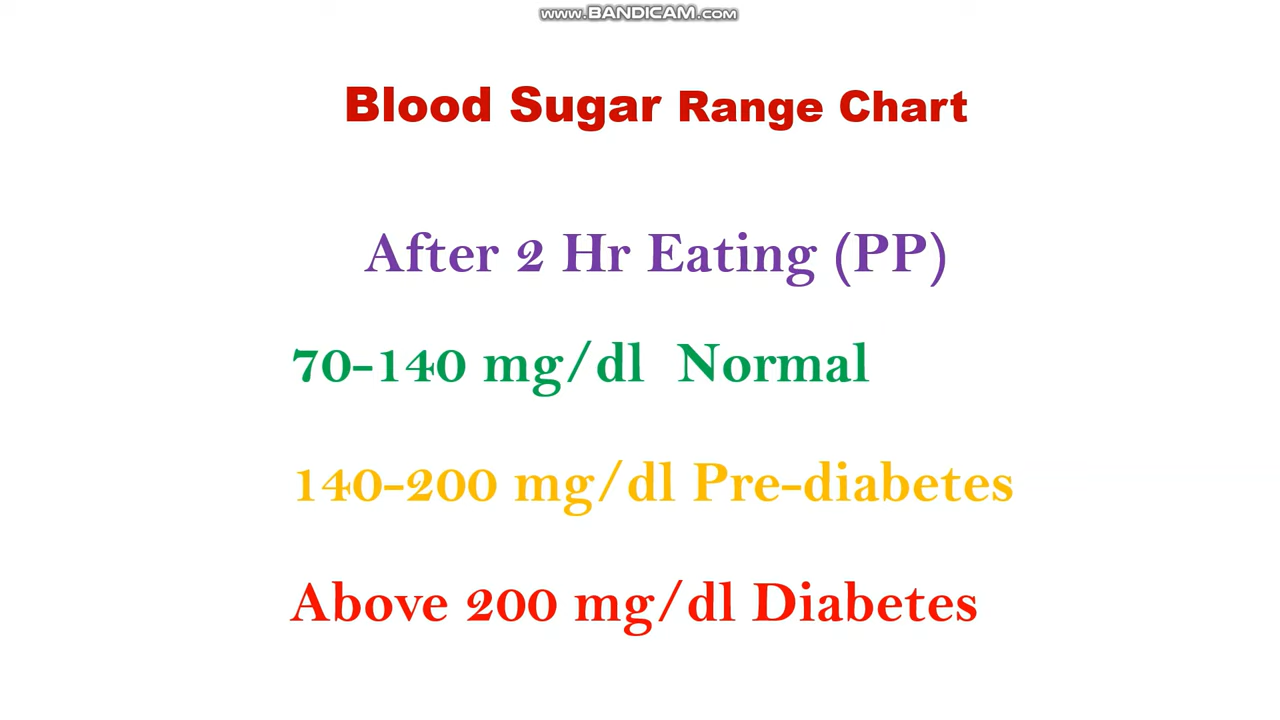 www.BANDICAM.com
Blood Sugar Range Chart
After 2 Hr Eating (PP)
70-140 mg/dl Normal
140-200 mg/dl Pre-diabetes
Above 200 mg/dl Diabetes